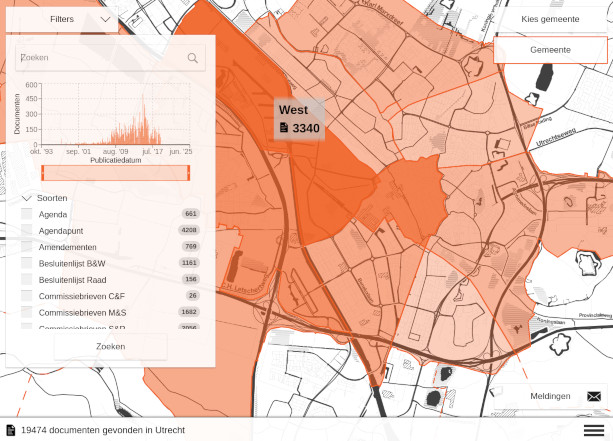 Filters
Kies gemeente
Gemeente
Zoeken
Documenten
600
450
300
150
0
okt. '93 sep. '01 aug. '09 jul. '17 jun. '25
Publicatiedatum
West
3340
Utrechtseweg
Soorten
Agenda 661
Agendapunt 4208
Amendementen 769
Besluitenlijst B&W 1161
Besluitenlijst Raad 156
Commissiebrieven C&F 26
Commissiebrieven M&S 1682
Commissiebrieven S&R 2056
Zoeken
Meldingen
19474 documenten gevonden in Utrecht